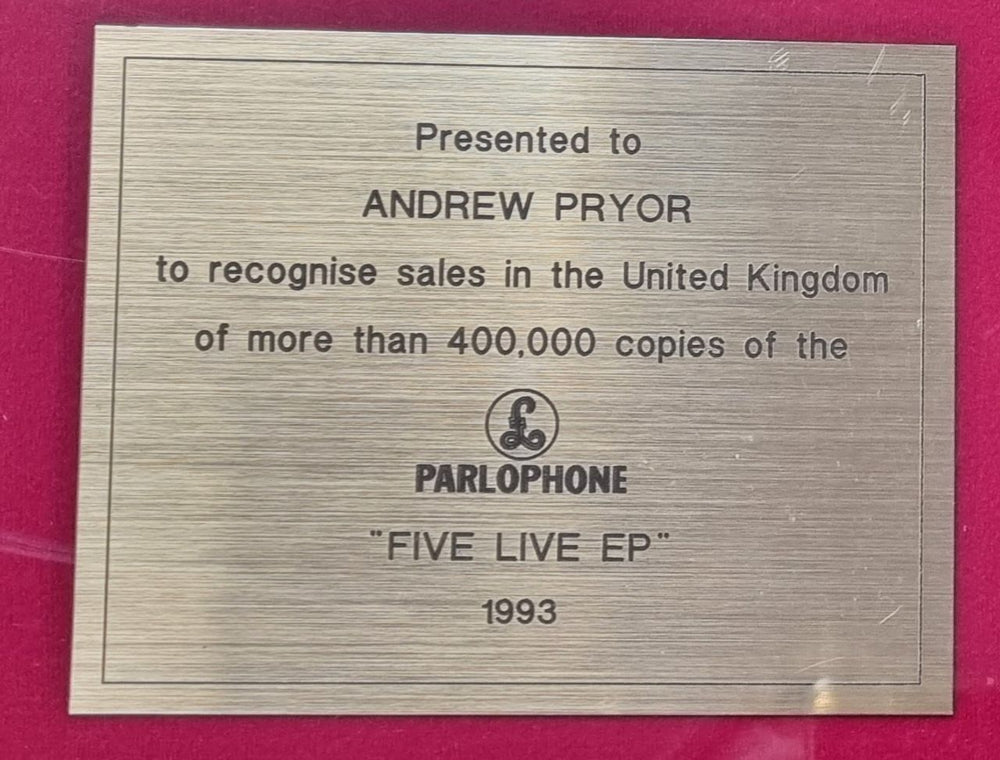 Presented to
ANDREW PRYOR
to recognise sales in the United Kingdom
of more than 400,000 copies of the
£
PARLOPHONE
"FIVE LIVE EP"
1993